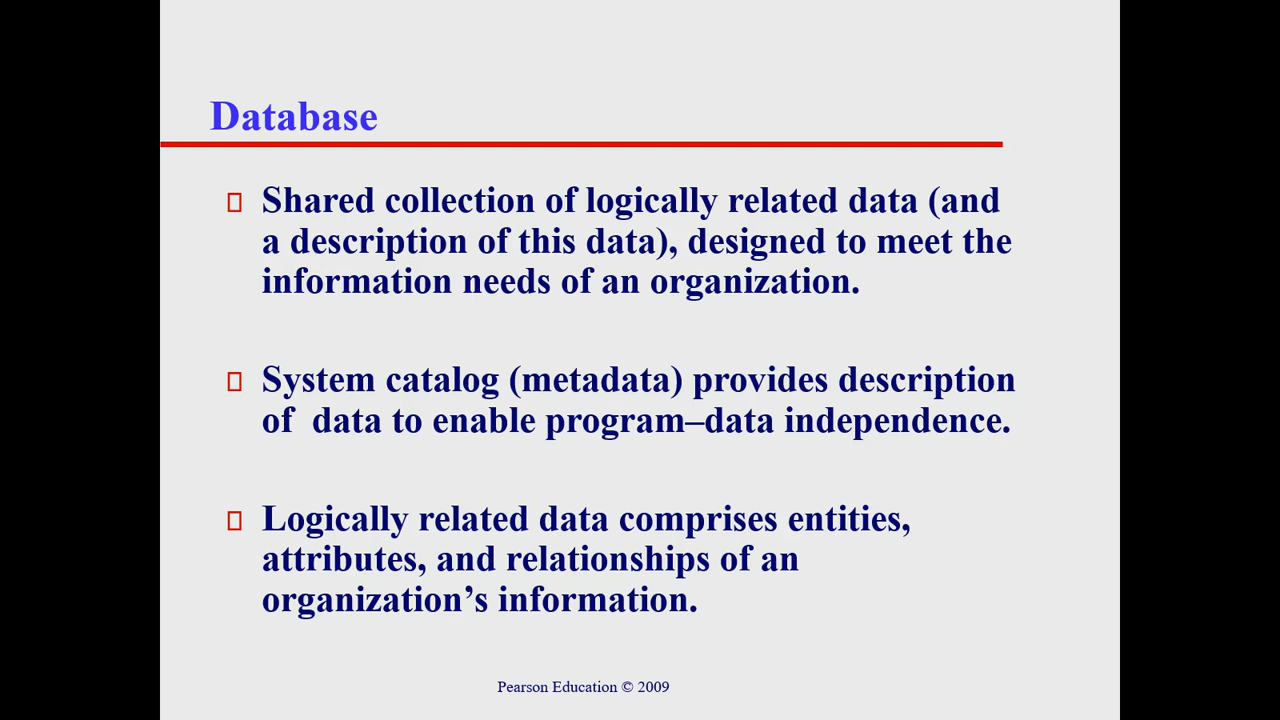 Database
Shared collection of logically related data (and
a description of this data), designed to meet the
information needs of an organization.
System catalog (metadata) provides description
of  data to enable program–data independence.
Logically related data comprises entities,
attributes, and relationships of an
organization’s information.
Pearson Education © 2009